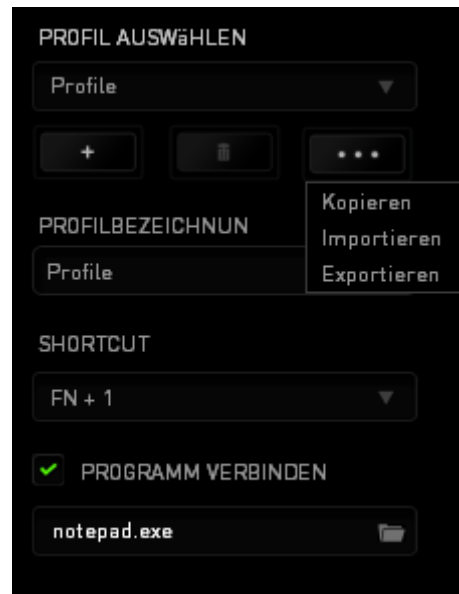 PROFIL AUSWäHLEN
Profile
+
...
Kopieren
Importieren
Exportieren
PROFILBEZEICHNUN
Profile
SHORTCUT
FN + 1
PROGRAMM VERBINDEN
notepad.exe